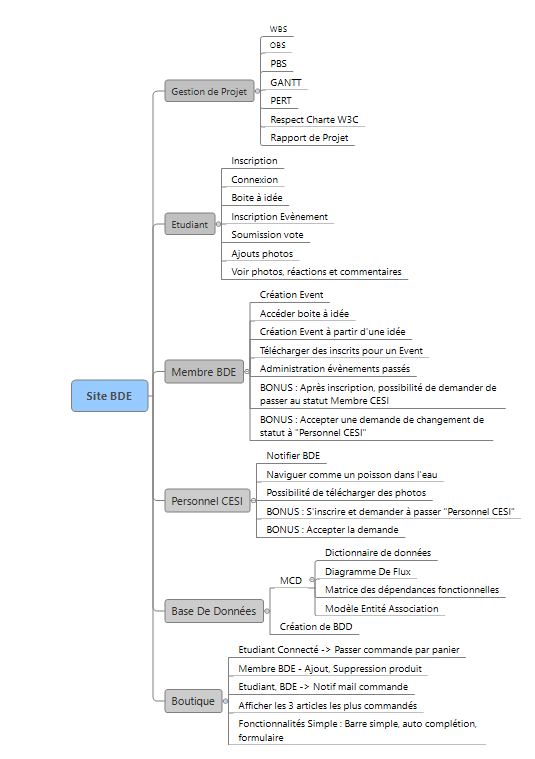 Site BDE
Gestion de Projet
WBS
OBS
PBS
GANTT
PERT
Respect Charte W3C
Rapport de Projet
Etudiant
Inscription
Connexion
Boite à idée
Inscription Evènement
Soumission vote
Ajouts photos
Voir photos, réactions et commentaires
Membre BDE
Création Event
Accéder boite à idée
Création Event à partir d'une idée
Télécharger des inscrits pour un Event
Administration évènements passés
BONUS : Après inscription, possibilité de demander de
passer au statut Membre CESI
BONUS : Accepter une demande de changement de
statut à "Personnel CESI"
Personnel CESI
Notifier BDE
Naviguer comme un poisson dans l'eau
Possibilité de télécharger des photos
BONUS : S'inscrire et demander à passer "Personnel CESI"
BONUS : Accepter la demande
Base De Données
MCD
Dictionnaire de données
Diagramme De Flux
Matrice des dépendances fonctionnelles
Modèle Entité Association
Création de BDD
Boutique
Etudiant Connecté -> Passer commande par panier
Membre BDE - Ajout, Suppression produit
Etudiant, BDE -> Notif mail commande
Afficher les 3 articles les plus commandés
Fonctionnalités Simple : Barre simple, auto complétion,
formulaire